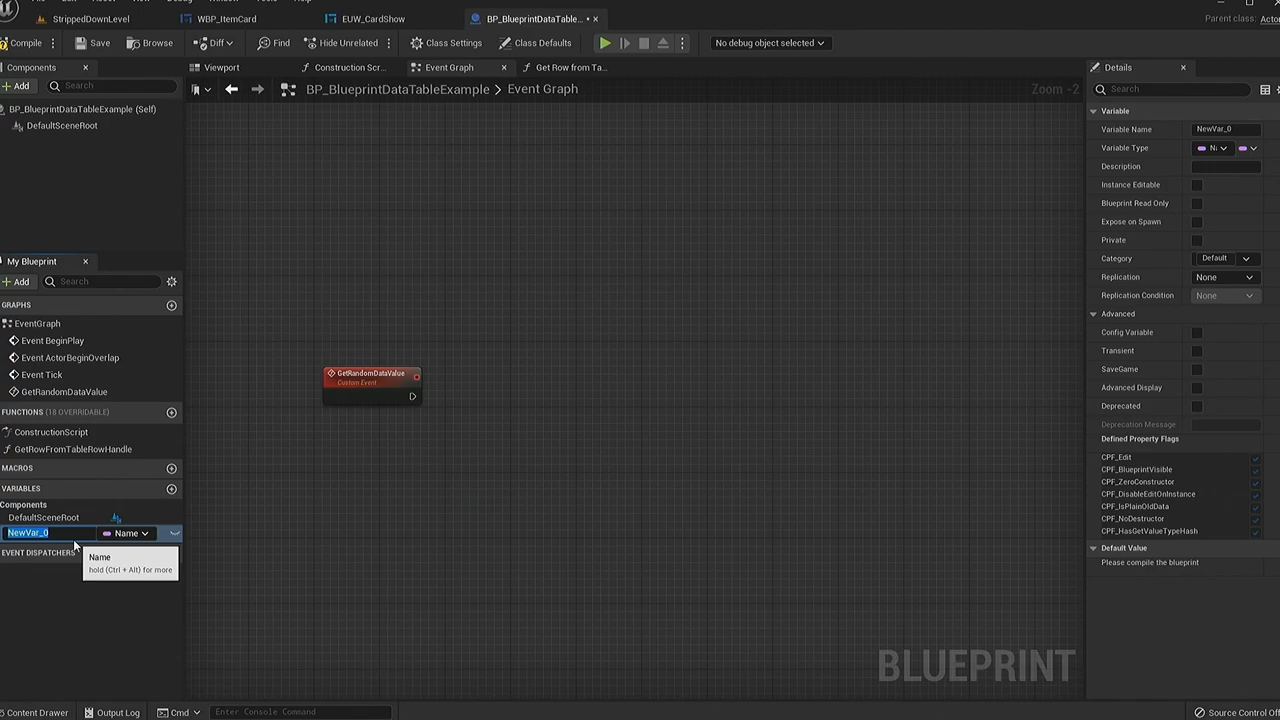 StrippedDownLevel
WBP_ItemCard
EUW_CardShow
BP_BlueprintDataTable...
Parent class: Actor
Compile
Save
Browse
Diff
Find
Hide Unrelated
Class Settings
Class Defaults
No debug object selected
Components
Viewport
Construction Scr...
Event Graph
Get Row from Ta...
Details
Add
Search
BP_BlueprintDataTableExample > Event Graph
Zoom -2
Search
BP_BlueprintDataTableExample (Self)
DefaultSceneRoot
Variable
Variable Name
NewVar_0
Variable Type
Description
Instance Editable
Blueprint Read Only
Expose on Spawn
Private
Category
Default
Replication
None
Replication Condition
None
Advanced
Config Variable
Transient
SaveGame
Advanced Display
Deprecated
Deprecation Message
Defined Property Flags
CPF_Edit
CPF_BlueprintVisible
CPF_ZeroConstructor
CPF_DisableEditOnInstance
CPF_IsPlainOldData
CPF_NoDestructor
CPF_HasGetValueTypeHash
Default Value
Please compile the blueprint
My Blueprint
Add
Search
GRAPHS
EventGraph
Event BeginPlay
Event ActorBeginOverlap
Event Tick
GetRandomDataValue
FUNCTIONS (18 OVERRIDABLE)
ConstructionScript
GetRowFromTableRowHandle
MACROS
VARIABLES
Components
DefaultSceneRoot
NewVar_0
Name
EVENT DISPATCHERS
Name
hold (Ctrl + Alt) for more
GetRandomDataValue
Custom Event
BLUEPRINT
Content Drawer
Output Log
Cmd
Enter Console Command
Source Control Off